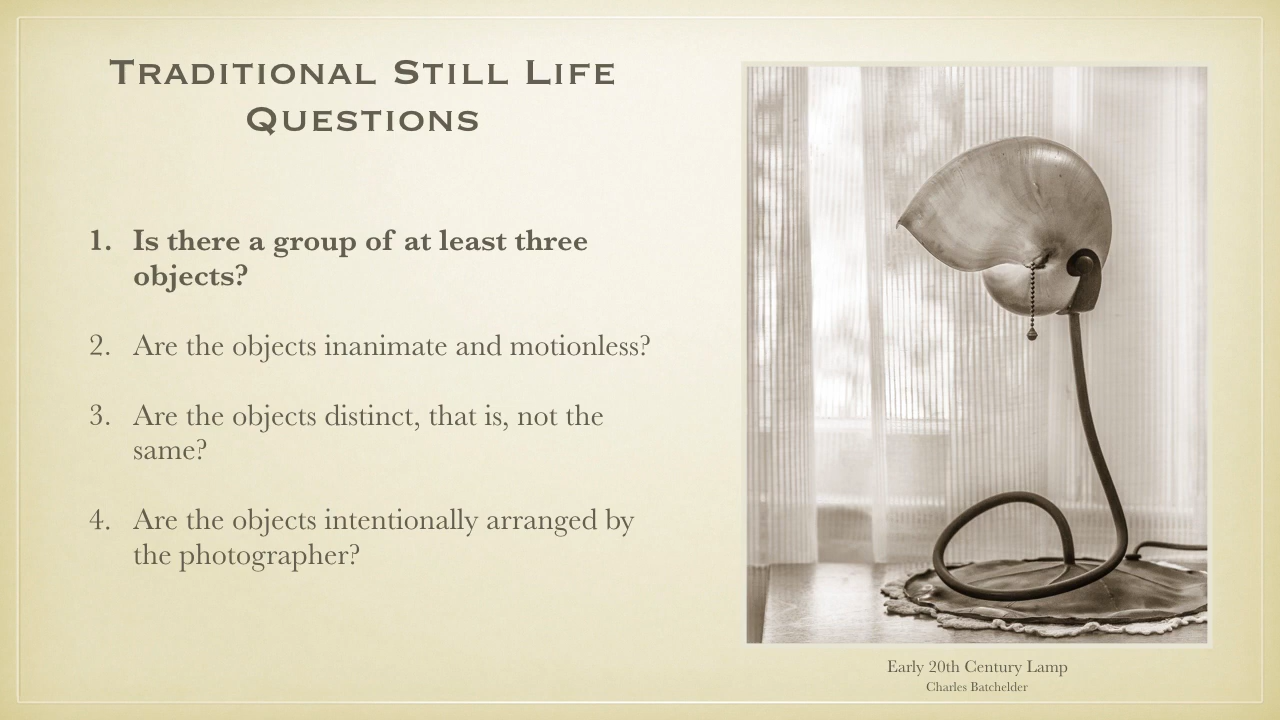 Traditional Still Life
Questions
1. Is there a group of at least three
objects?
2. Are the objects inanimate and motionless?
3. Are the objects distinct, that is, not the
same?
4. Are the objects intentionally arranged by
the photographer?
Early 20th Century Lamp
Charles Batchelder